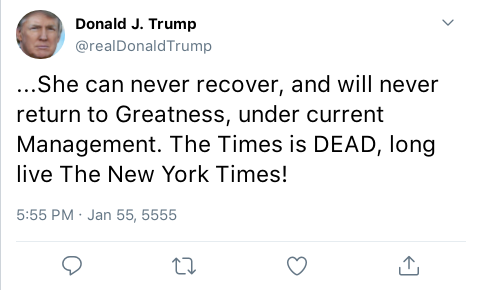 Donald J. Trump
@realDonaldTrump
...She can never recover, and will never
return to Greatness, under current
Management. The Times is DEAD, long
live The New York Times!
5:55 PM · Jan 55, 5555